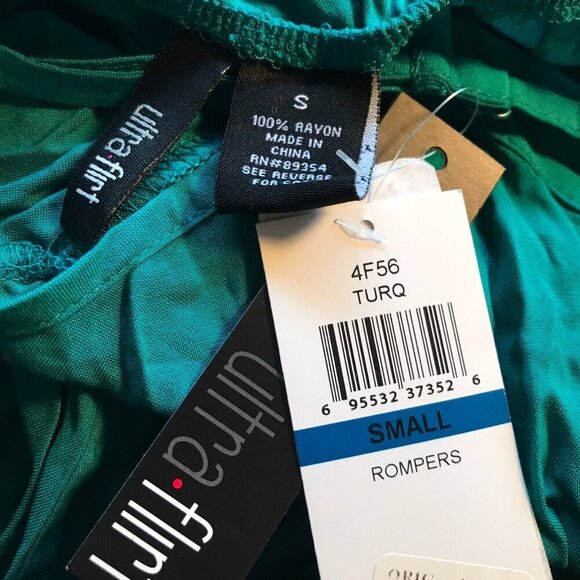 ultra·flirt
S
100% RAYON
MADE IN
CHINA
RN#89354
SEE REVERSE
4F56
TURQ
6 95532 37352 6
SMALL
ROMPERS
ultra·flirt